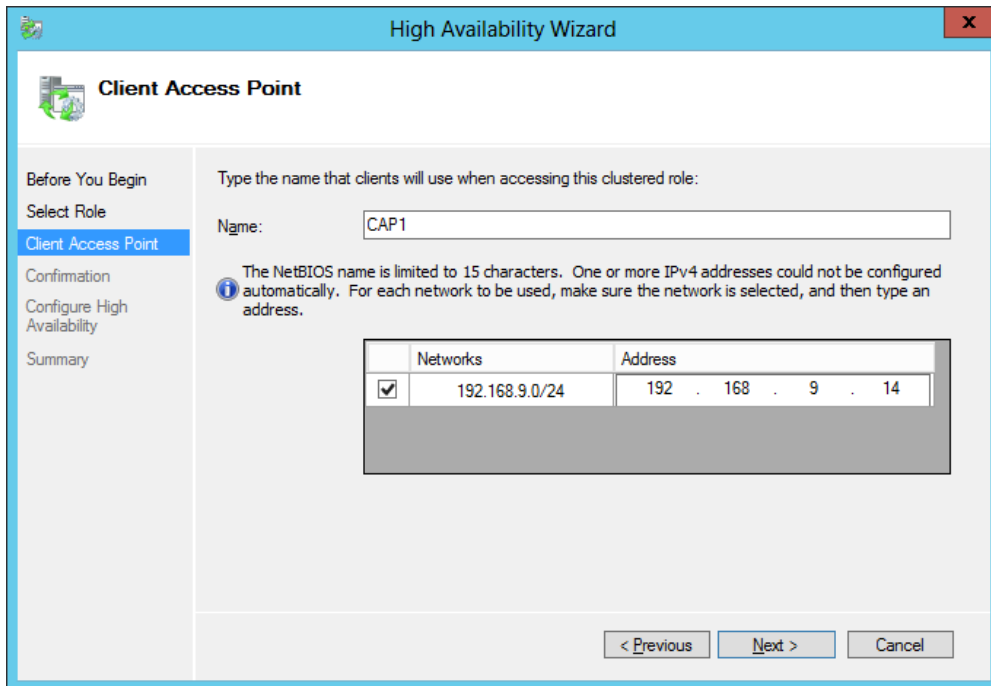 High Availability Wizard
x
Client Access Point
Before You Begin
Select Role
Client Access Point
Confirmation
Configure High
Availability
Summary
Type the name that clients will use when accessing this clustered role:
Name: CAP1
The NetBIOS name is limited to 15 characters. One or more IPv4 addresses could not be configured
automatically. For each network to be used, make sure the network is selected, and then type an
address.
Networks Address
192.168.9.0/24 192 . 168 . 9 . 14
< Previous Next > Cancel